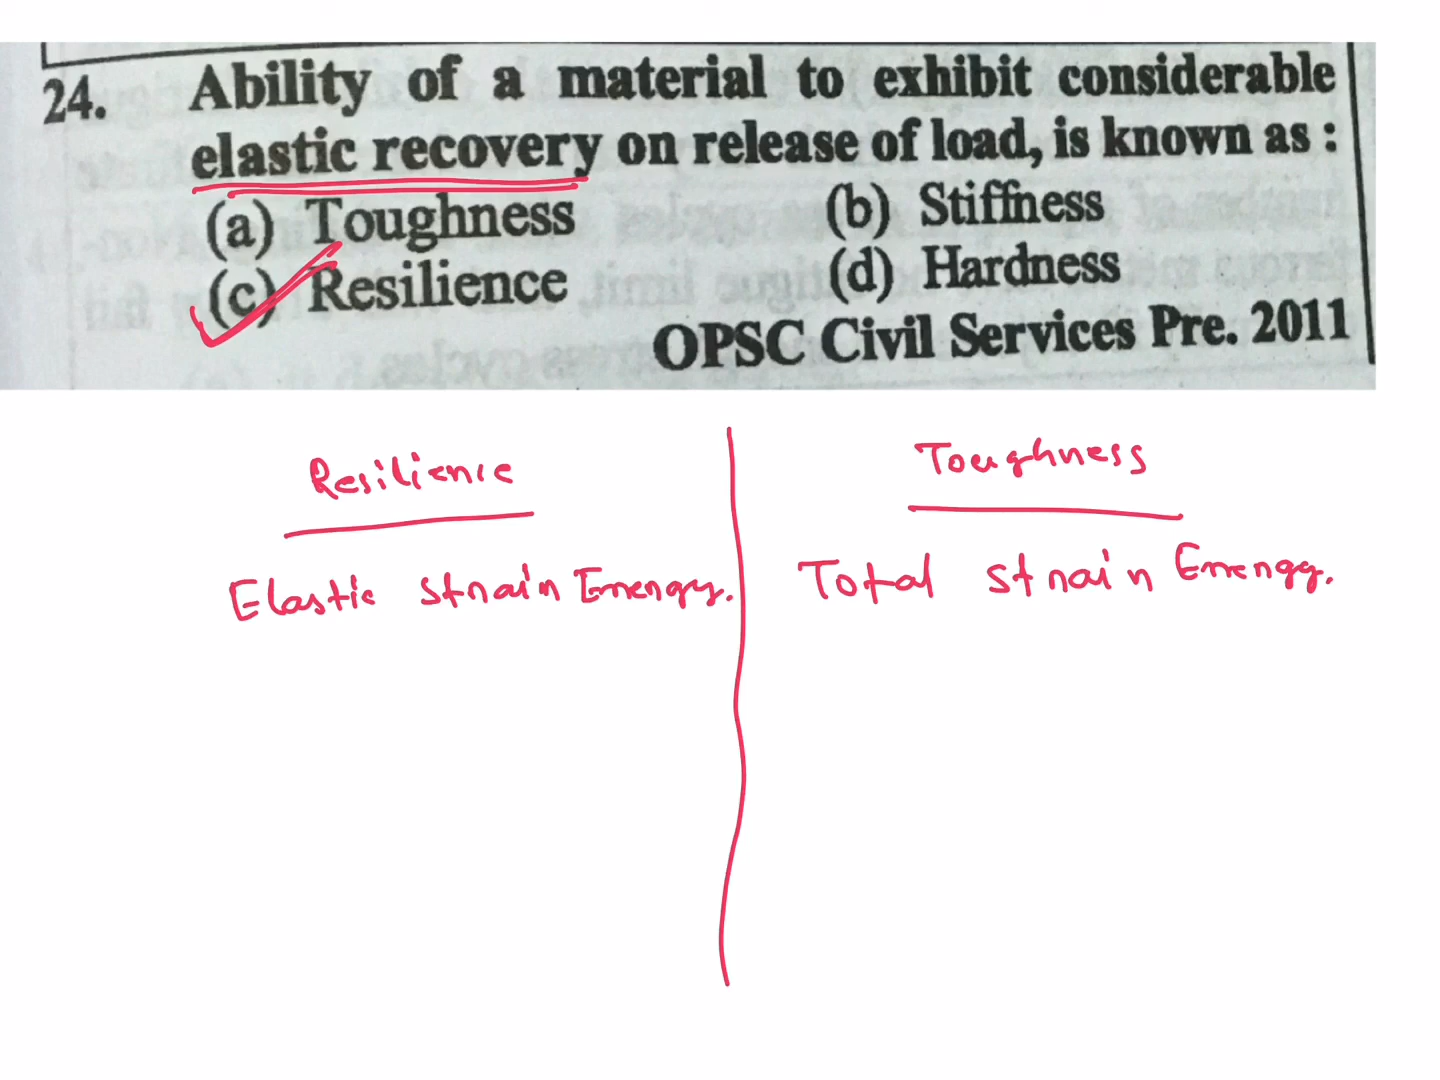 24. Ability of a material to exhibit considerable
elastic recovery on release of load, is known as :
(a) Toughness (b) Stiffness
(c) Resilience (d) Hardness
OPSC Civil Services Pre. 2011
Resilience
Elastic strain Energy.
Toughness
Total strain Energy.